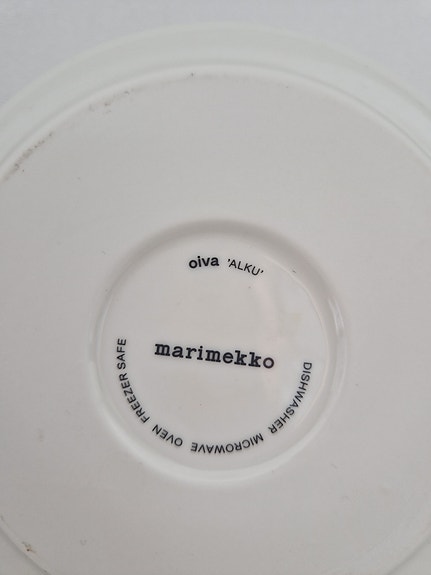 oiva 'ALKU'
marimekko
DISHWASHER MICROWAVE OVEN FREEZER SAFE